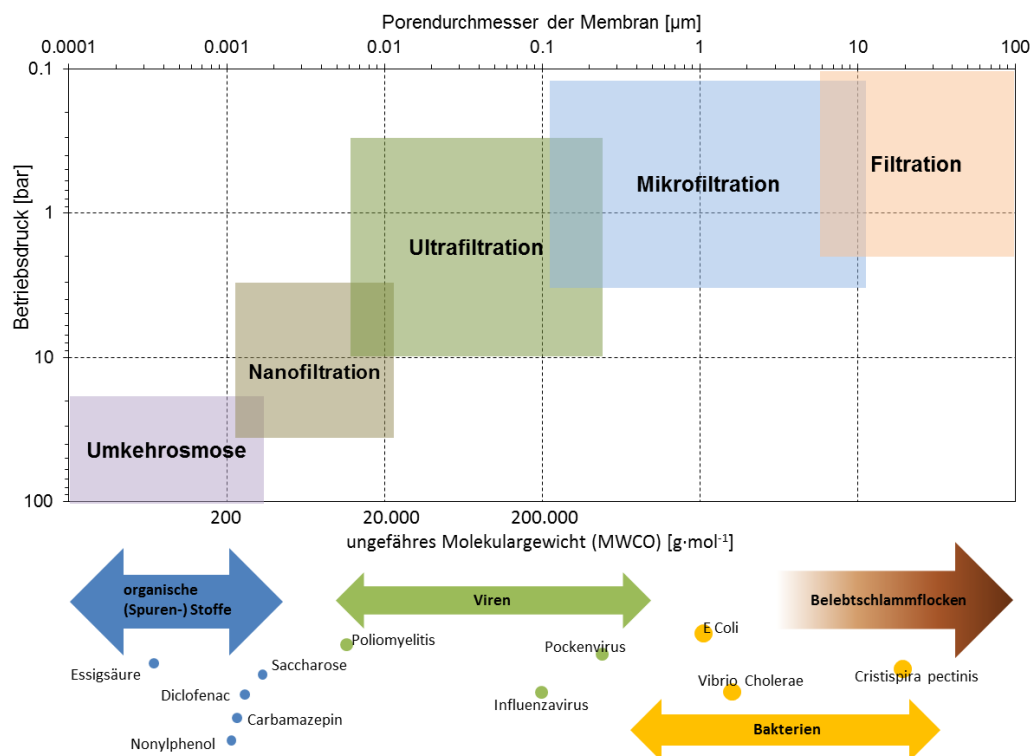 Porendurchmesser der Membran [µm]
0.0001 0.001 0.01 0.1 1 10 100
0.1
1
10
100
Betriebsdruck [bar]
Filtration
Mikrofiltration
Ultrafiltration
Nanofiltration
Umkehrosmose
200 20.000 200.000
ungefähres Molekulargewicht (MWCO) [g·mol-1]
organische
(Spuren-) Stoffe
Viren
Belebtschlammflocken
E Coli
Poliomyelitis
Pockenvirus
Essigsäure
Saccharose
Cristispira pectinis
Diclofenac
Vibrio Cholerae
Influenzavirus
Carbamazepin
Bakterien
Nonylphenol